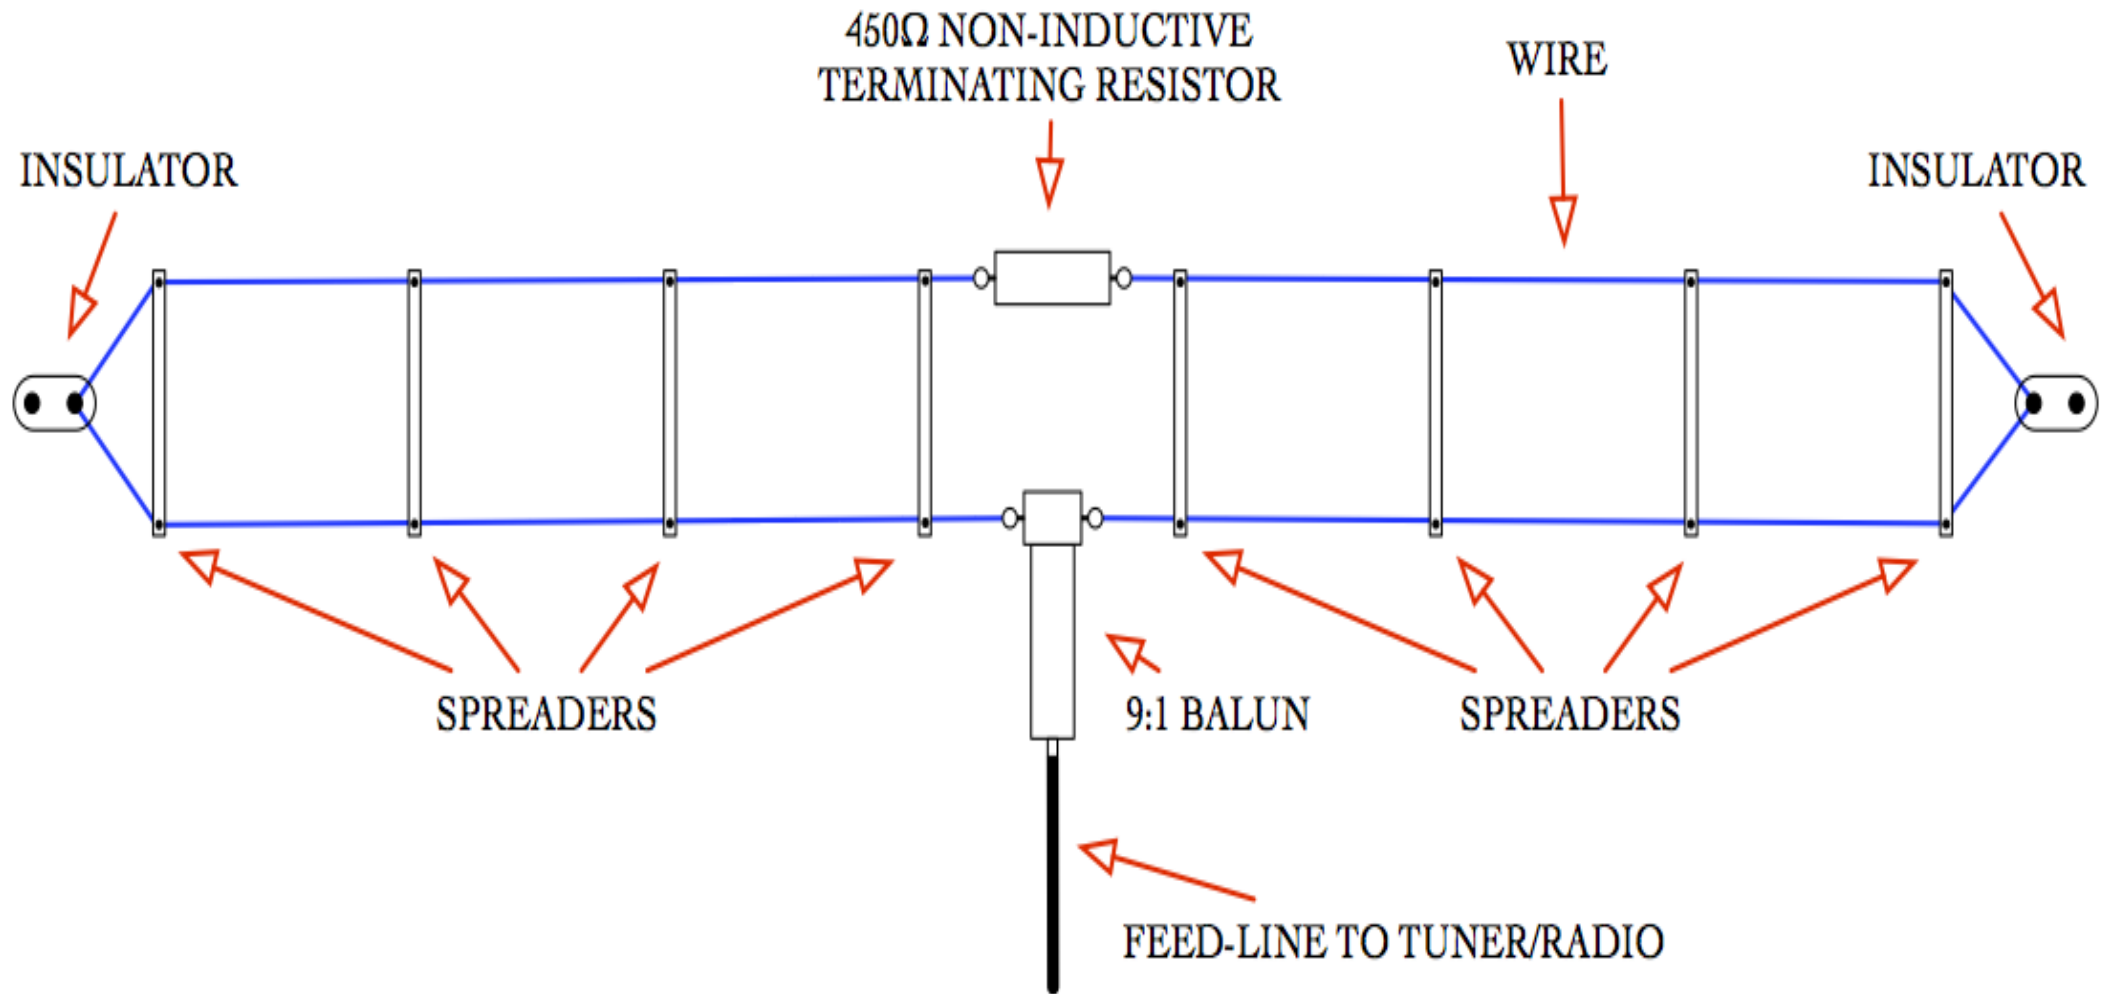 450Ω NON-INDUCTIVE
TERMINATING RESISTOR
WIRE
INSULATOR
INSULATOR
SPREADERS
9:1 BALUN
SPREADERS
FEED-LINE TO TUNER/RADIO